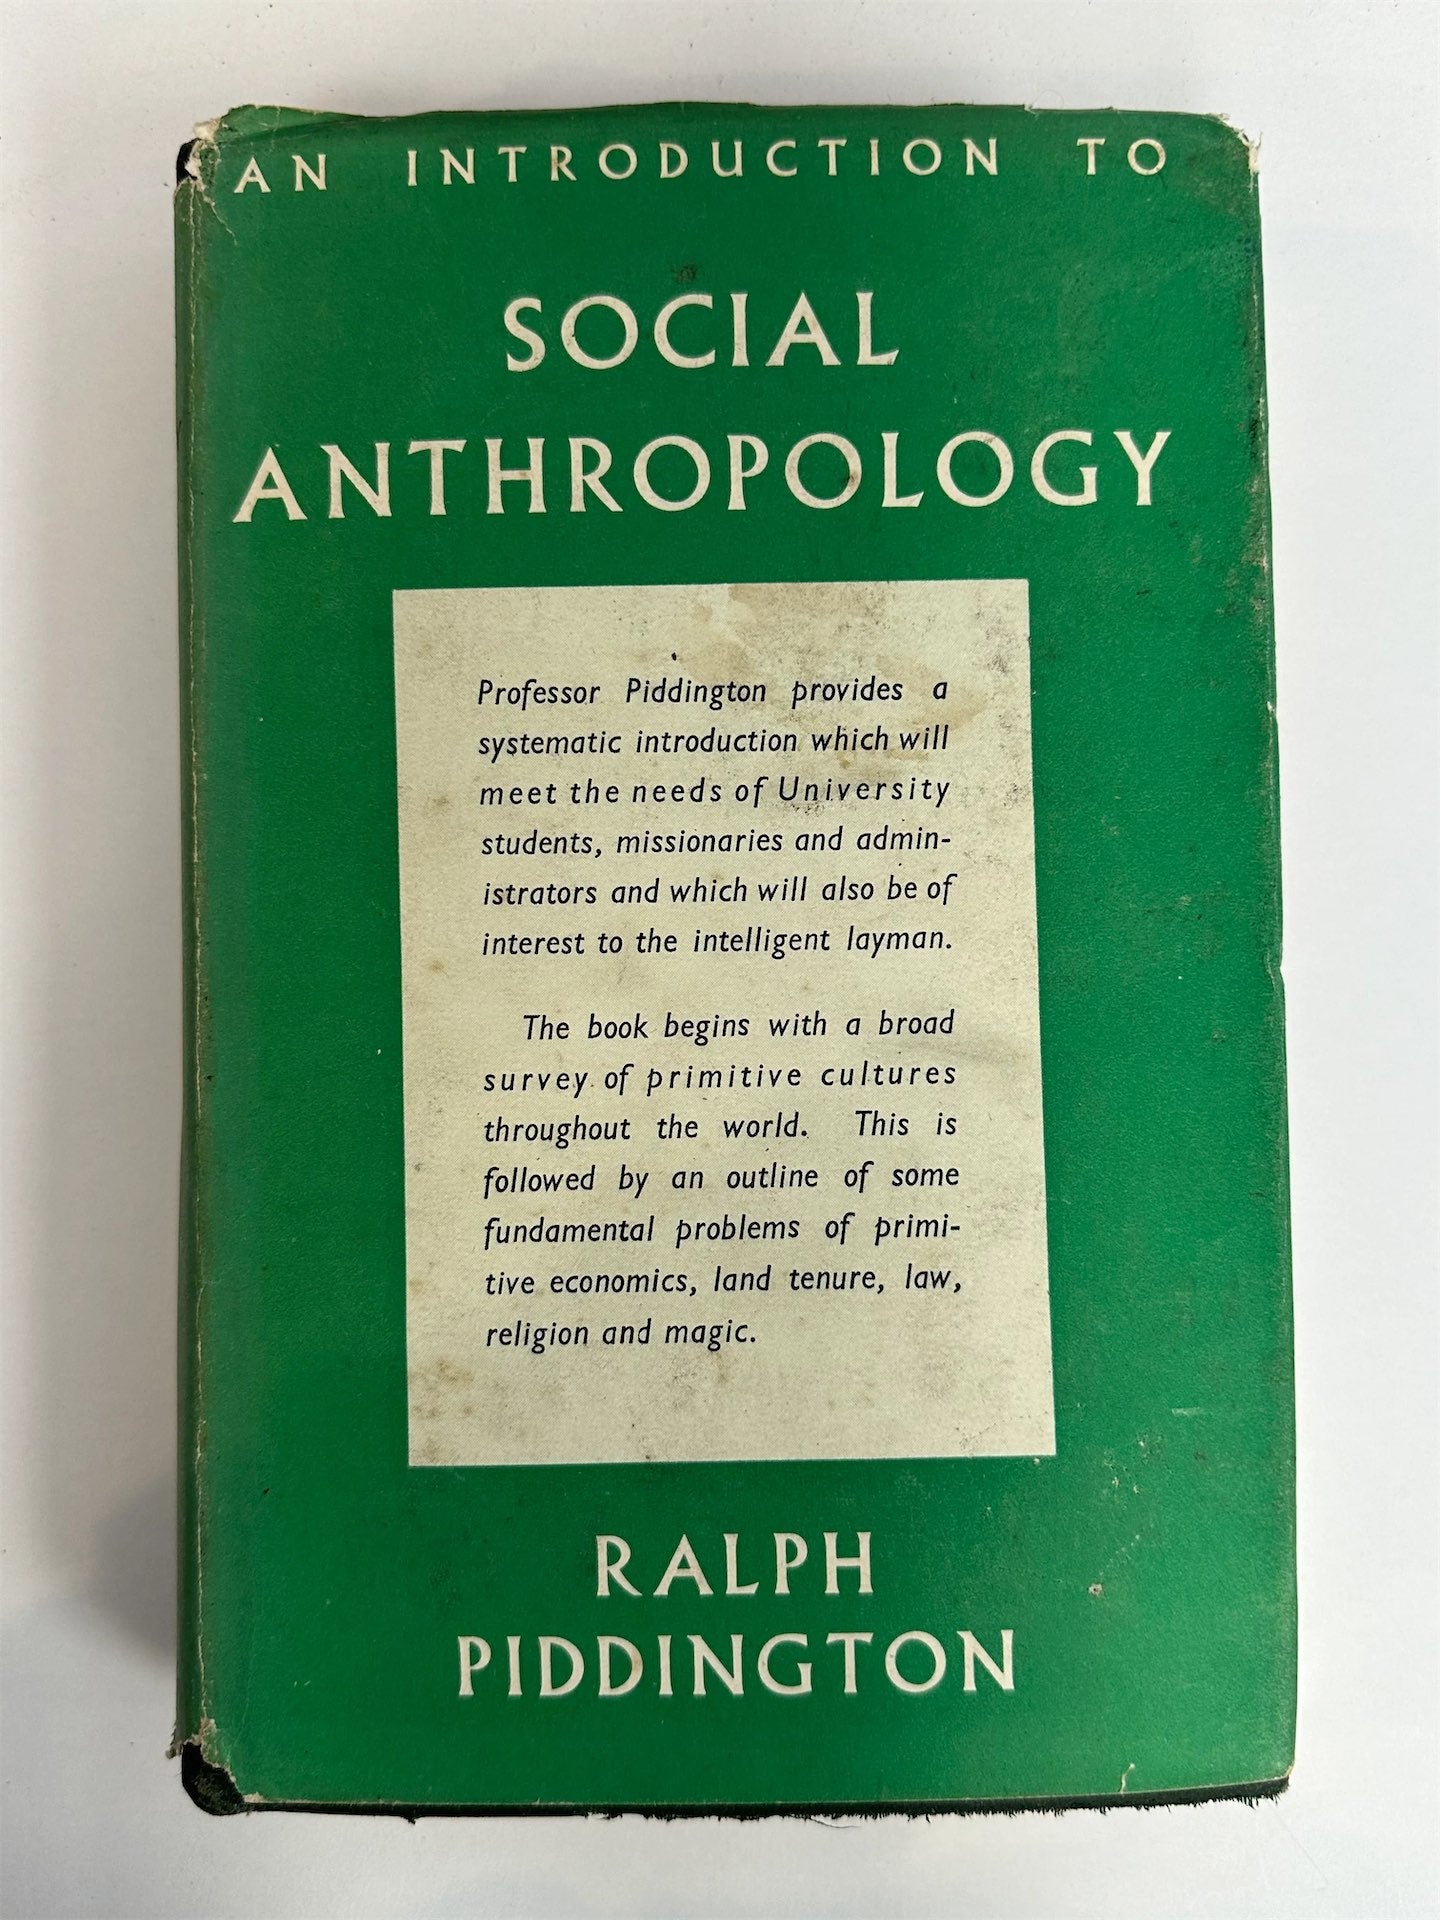 AN INTRODUCTION TO
SOCIAL
ANTHROPOLOGY
Professor Piddington provides a
systematic introduction which will
meet the needs of University
students, missionaries and admin-
istrators and which will also be of
interest to the intelligent layman.
The book begins with a broad
survey of primitive cultures
throughout the world. This is
followed by an outline of some
fundamental problems of primi-
tive economics, land tenure, law,
religion and magic.
RALPH
PIDDINGTON